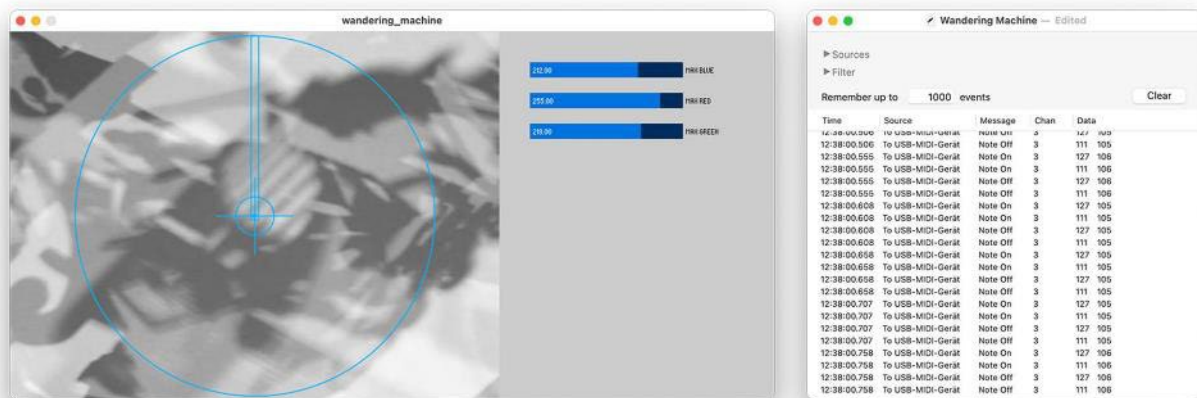 wandering_machine
212.00 MAX BLUE
255.00 MAX RED
218.00 MAX GREEN
Wandering Machine — Edited
Sources
Filter
Remember up to 1000 events Clear
Time Source Message Chan Data
12:38:00.506 To USB-MIDI-Gerät Note Off 3 127 105
12:38:00.506 To USB-MIDI-Gerät Note Off 3 111 105
12:38:00.555 To USB-MIDI-Gerät Note On 3 127 106
12:38:00.555 To USB-MIDI-Gerät Note On 3 111 106
12:38:00.555 To USB-MIDI-Gerät Note Off 3 127 106
12:38:00.555 To USB-MIDI-Gerät Note Off 3 111 106
12:38:00.608 To USB-MIDI-Gerät Note On 3 127 105
12:38:00.608 To USB-MIDI-Gerät Note On 3 111 105
12:38:00.608 To USB-MIDI-Gerät Note Off 3 127 105
12:38:00.608 To USB-MIDI-Gerät Note Off 3 111 105
12:38:00.658 To USB-MIDI-Gerät Note On 3 127 105
12:38:00.658 To USB-MIDI-Gerät Note On 3 111 105
12:38:00.658 To USB-MIDI-Gerät Note Off 3 127 105
12:38:00.658 To USB-MIDI-Gerät Note Off 3 111 105
12:38:00.707 To USB-MIDI-Gerät Note On 3 127 105
12:38:00.707 To USB-MIDI-Gerät Note On 3 111 105
12:38:00.707 To USB-MIDI-Gerät Note Off 3 127 105
12:38:00.707 To USB-MIDI-Gerät Note Off 3 111 105
12:38:00.758 To USB-MIDI-Gerät Note On 3 127 106
12:38:00.758 To USB-MIDI-Gerät Note On 3 111 106
12:38:00.758 To USB-MIDI-Gerät Note Off 3 127 106
12:38:00.758 To USB-MIDI-Gerät Note Off 3 111 106